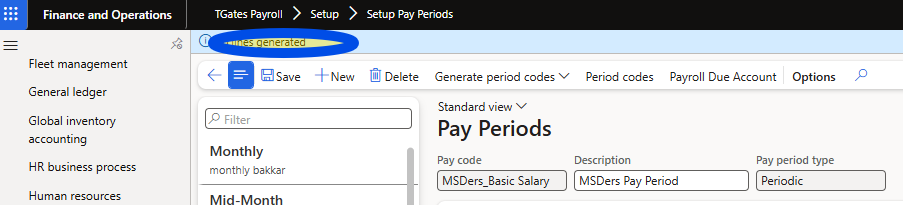 Finance and Operations
TGates Payroll > Setup > Setup Pay Periods
lines generated
Fleet management
General ledger
Global inventory
accounting
HR business process
Human resources
Save New Delete Generate period codes Period codes Payroll Due Account Options
Filter
Monthly
monthly bakkar
Mid-Month
Standard view
Pay Periods
Pay code Description Pay period type
MSDers_Basic Salary MSDers Pay Period Periodic